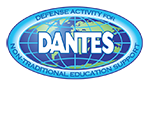 DEFENSE ACTIVITY FOR
DANTES
NON-TRADITIONAL EDUCATION SUPPORT